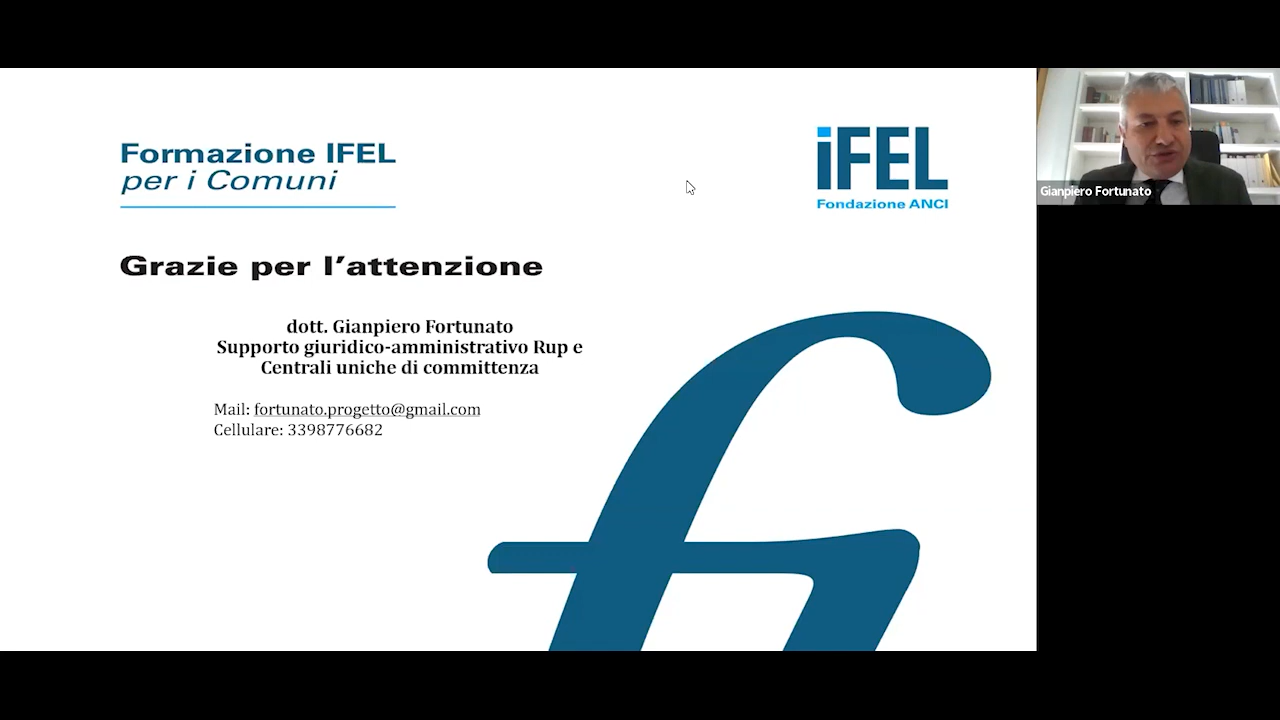 Formazione IFEL
per i Comuni
iFEL
Fondazione ANCI
Gianpiero Fortunato
Grazie per l'attenzione
dott. Gianpiero Fortunato
Supporto giuridico-amministrativo Rup e
Centrali uniche di committenza
Mail: fortunato.progetto@gmail.com
Cellulare: 3398776682